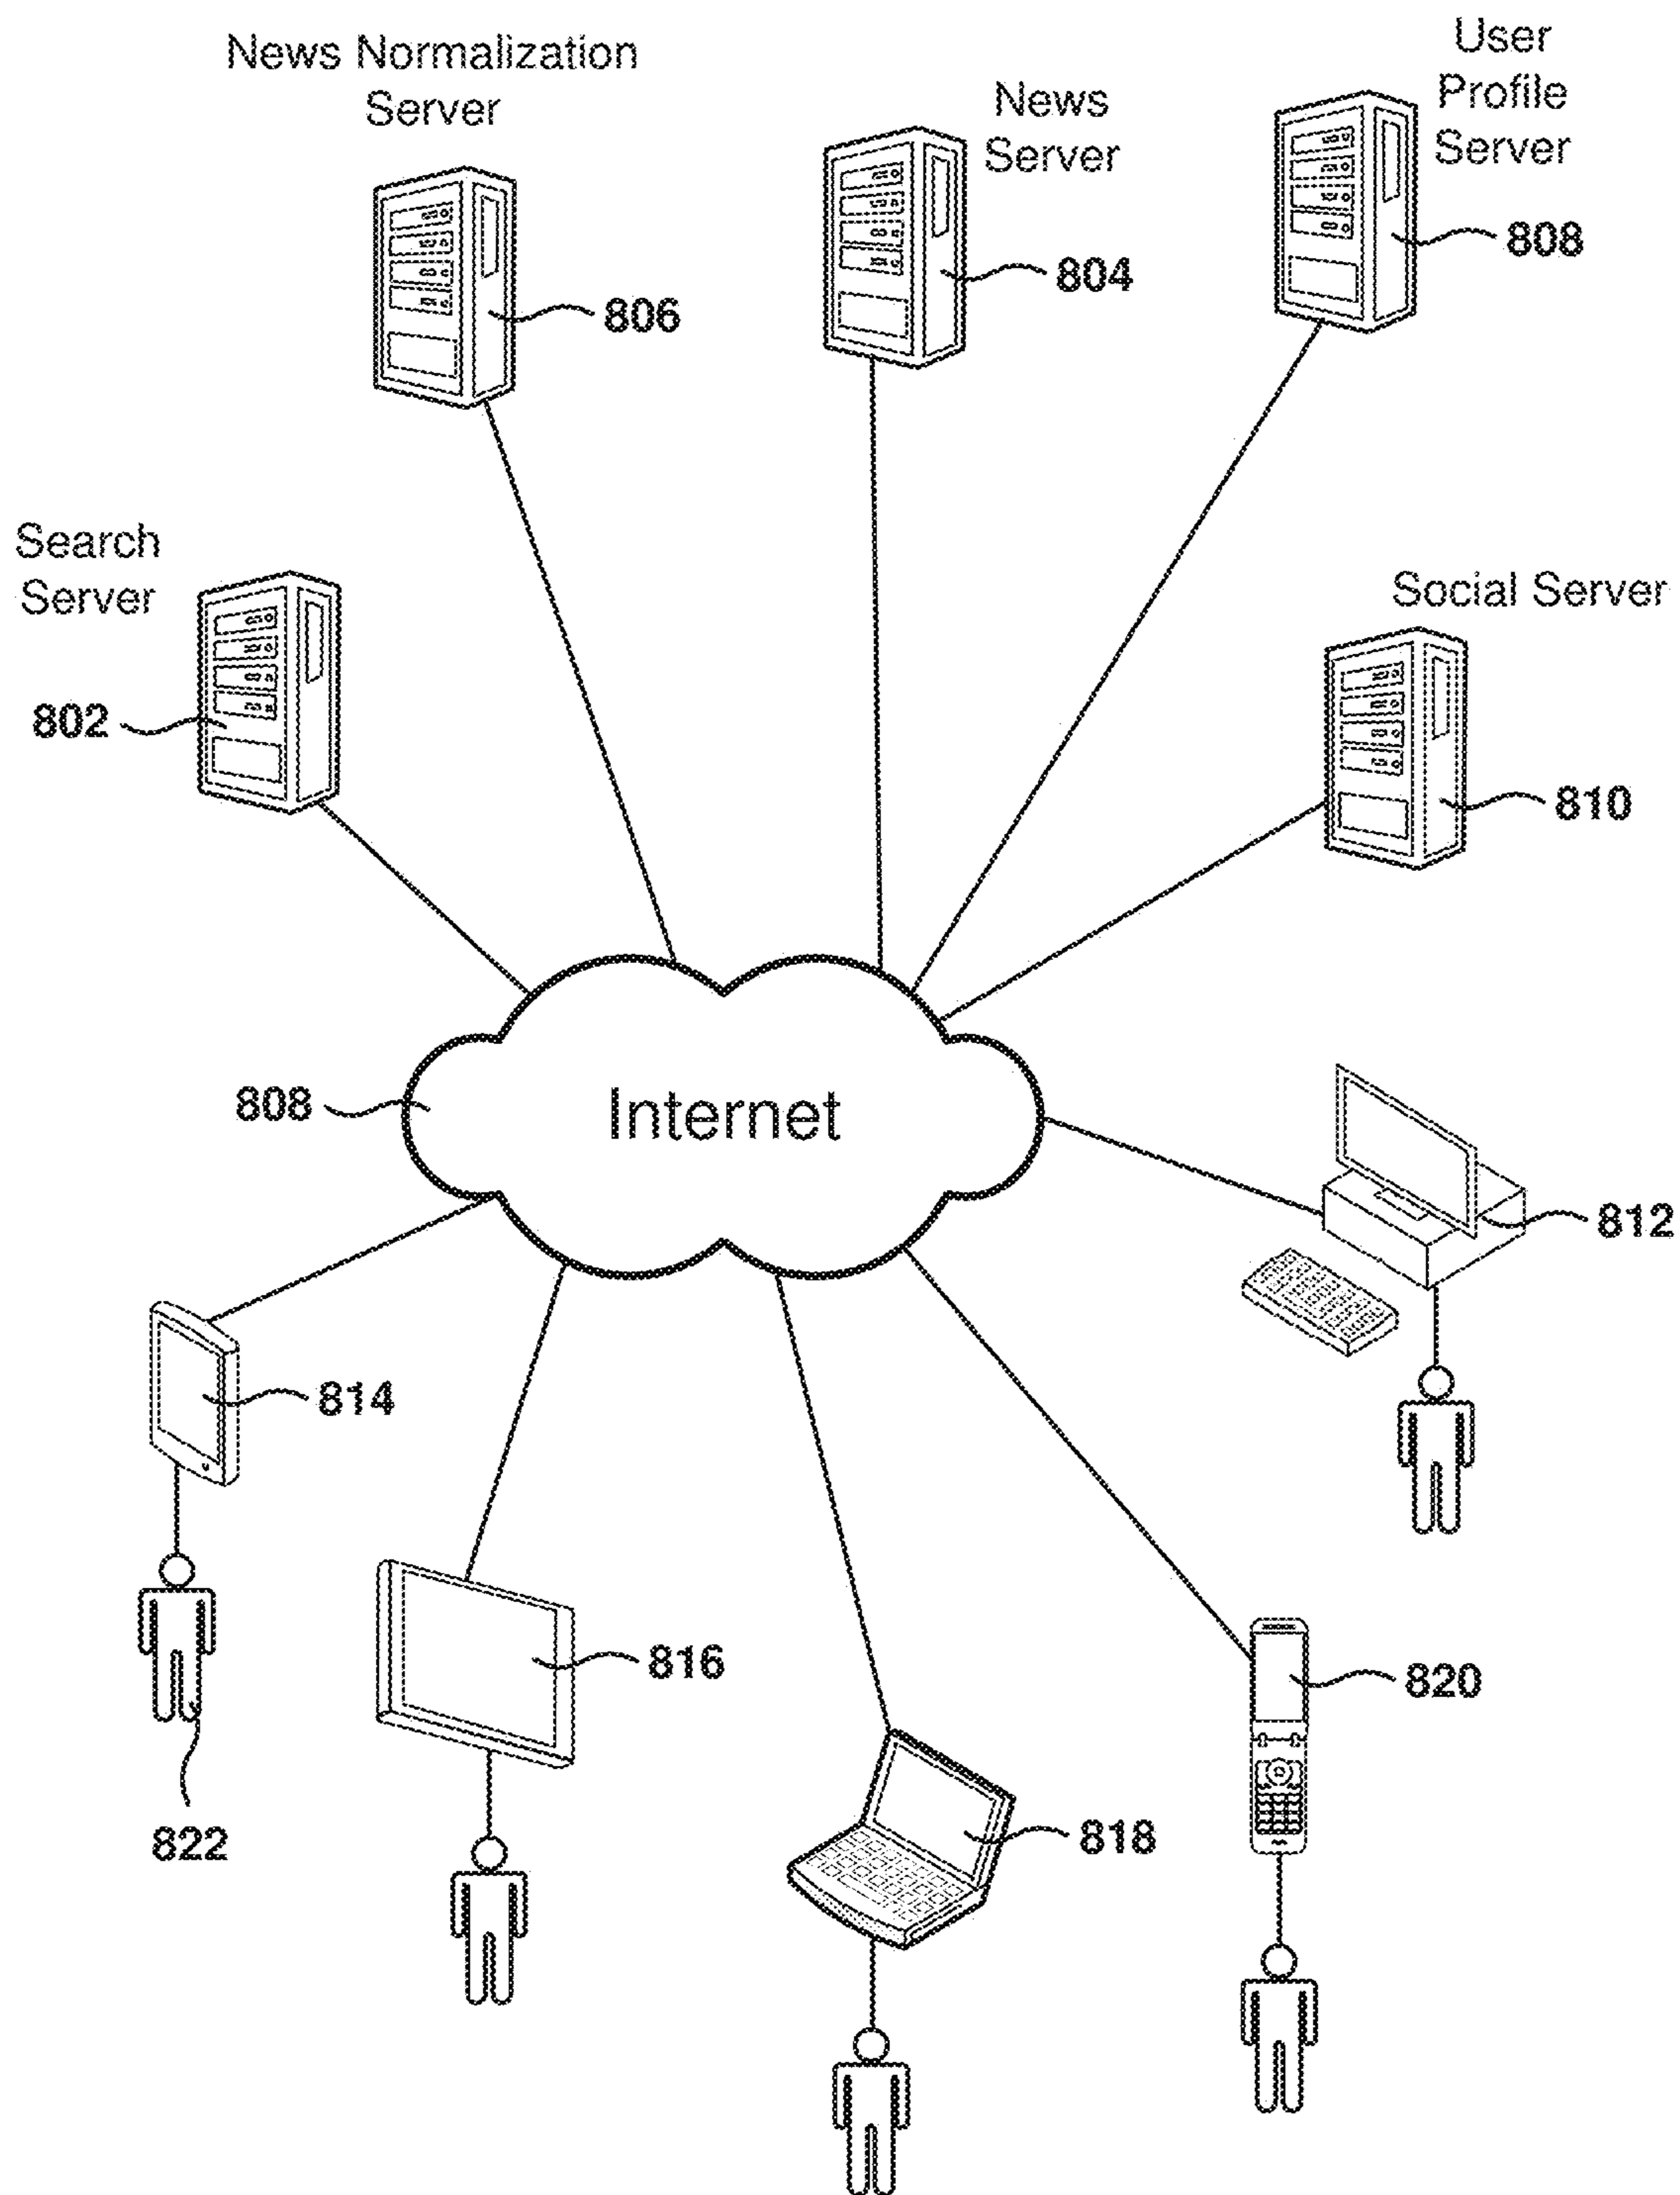 News Normalization
Server
News
Server
User
Profile
Server
806
804
808
Search
Server
802
Social Server
810
808
Internet
812
814
816
820
822
818